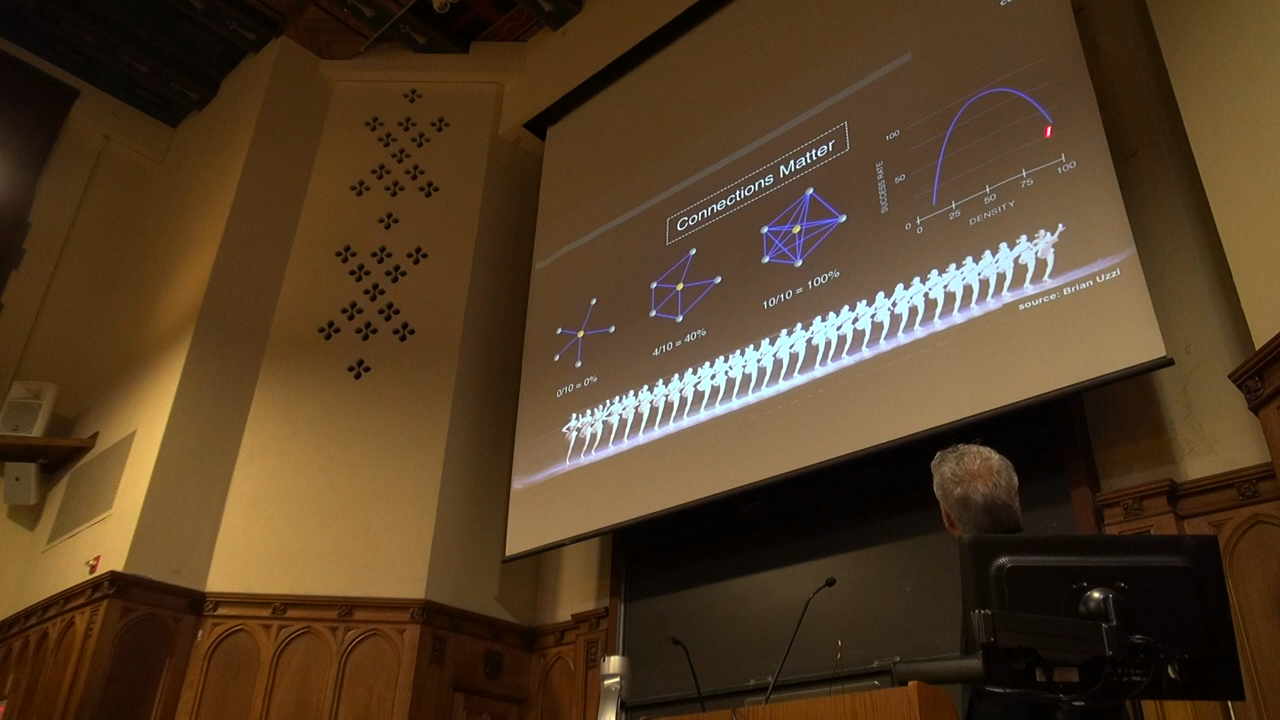 Connections Matter
0/10 = 0%
4/10 = 40%
10/10 = 100%
SUCCESS RATE
100
50
0
0
25
50
75
100
DENSITY
source: Brian Uzzi